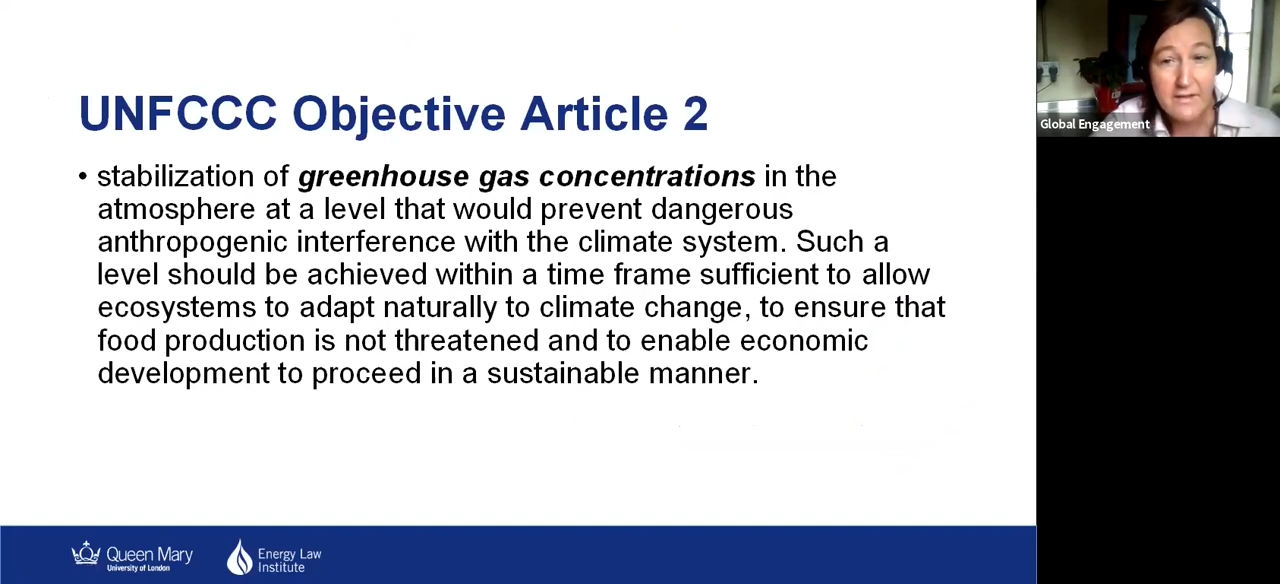 UNFCCC Objective Article 2
• stabilization of greenhouse gas concentrations in the
atmosphere at a level that would prevent dangerous
anthropogenic interference with the climate system. Such a
level should be achieved within a time frame sufficient to allow
ecosystems to adapt naturally to climate change, to ensure that
food production is not threatened and to enable economic
development to proceed in a sustainable manner.
Global Engagement
Queen Mary
University of London
Energy Law
Institute